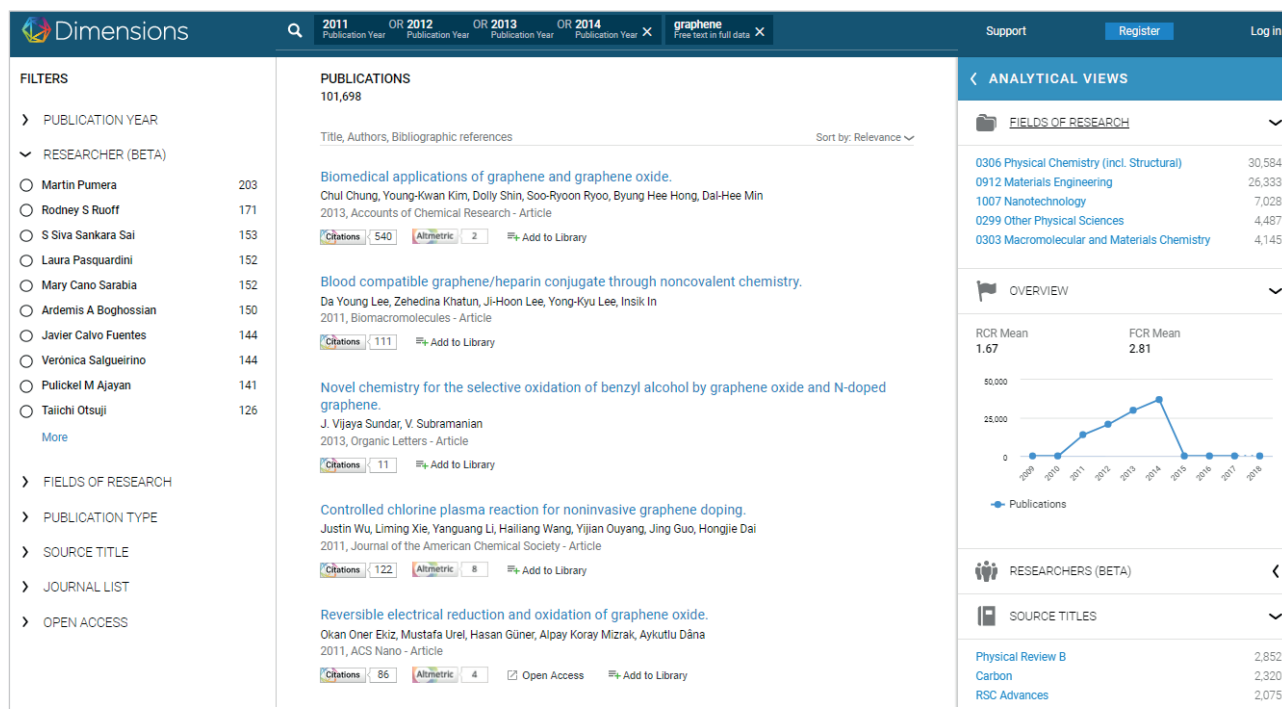 Dimensions
2011 OR 2012 OR 2013 OR 2014 graphene
Publication Year Publication Year Publication Year Publication Year Free text in full data
Support Register Log in
FILTERS
PUBLICATION YEAR
RESEARCHER (BETA)
Martin Pumera 203
Rodney S Ruoff 171
S Siva Sankara Sai 153
Laura Pasquardini 152
Mary Cano Sarabia 152
Ardemis A Boghossian 150
Javier Calvo Fuentes 144
Verónica Salgueirino 144
Pulickel M Ajayan 141
Taiichi Otsuji 126
More
FIELDS OF RESEARCH
PUBLICATION TYPE
SOURCE TITLE
JOURNAL LIST
OPEN ACCESS
PUBLICATIONS
101,698
Title, Authors, Bibliographic references Sort by: Relevance
Biomedical applications of graphene and graphene oxide.
Chul Chung, Young-Kwan Kim, Dolly Shin, Soo-Ryoon Ryoo, Byung Hee Hong, Dal-Hee Min
2013, Accounts of Chemical Research - Article
Citations 540 Altmetric 2 Add to Library
Blood compatible graphene/heparin conjugate through noncovalent chemistry.
Da Young Lee, Zehedina Khatun, Ji-Hoon Lee, Yong-Kyu Lee, Insik In
2011, Biomacromolecules - Article
Citations 111 Add to Library
Novel chemistry for the selective oxidation of benzyl alcohol by graphene oxide and N-doped
graphene.
J. Vijaya Sundar, V. Subramanian
2013, Organic Letters - Article
Citations 11 Add to Library
Controlled chlorine plasma reaction for noninvasive graphene doping.
Justin Wu, Liming Xie, Yanguang Li, Hailiang Wang, Yijian Ouyang, Jing Guo, Hongjie Dai
2011, Journal of the American Chemical Society - Article
Citations 122 Altmetric 8 Add to Library
Reversible electrical reduction and oxidation of graphene oxide.
Okan Oner Ekiz, Mustafa Urel, Hasan Güner, Alpay Koray Mizrak, Aykutlu Dâna
2011, ACS Nano - Article
Citations 86 Altmetric 4 Open Access Add to Library
ANALYTICAL VIEWS
FIELDS OF RESEARCH
0306 Physical Chemistry (incl. Structural) 30,584
0912 Materials Engineering 26,333
1007 Nanotechnology 7,028
0299 Other Physical Sciences 4,487
0303 Macromolecular and Materials Chemistry 4,145
OVERVIEW
RCR Mean FCR Mean
1.67 2.81
50,000
25,000
0
2009 2010 2011 2012 2013 2014 2015 2016 2017 2018
Publications
RESEARCHERS (BETA)
SOURCE TITLES
Physical Review B 2,852
Carbon 2,320
RSC Advances 2,075